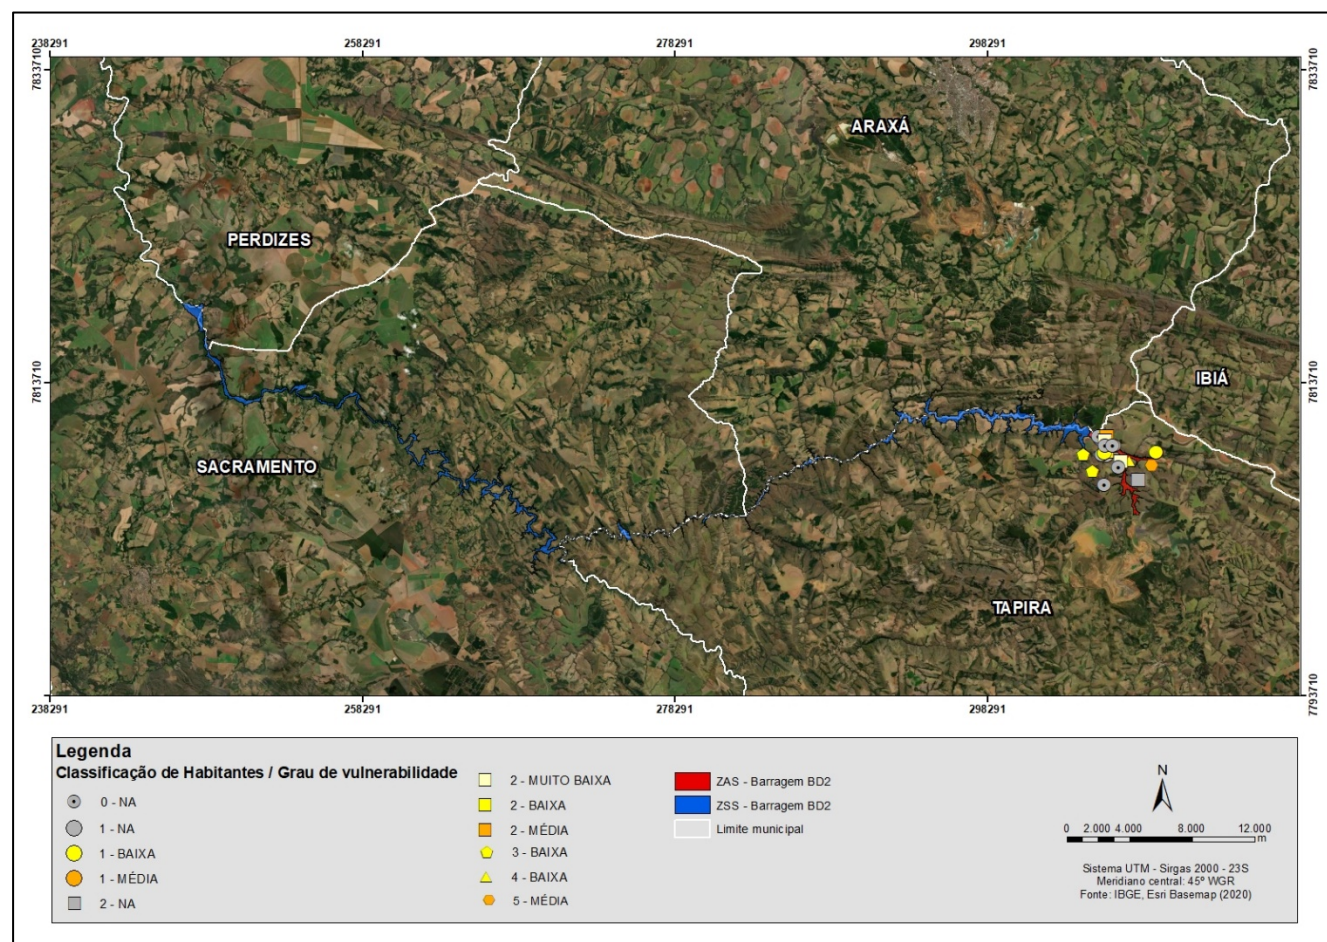 238291 258291 278291 298291
7833710 7833710
ARAXÁ
PERDIZES
IBIÁ
7813710 7813710
SACRAMENTO
TAPIRA
7793710
238291 258291 278291 298291
Legenda
Classificação de Habitantes / Grau de vulnerabilidade
0 - NA
1 - NA
1 - BAIXA
1 - MÉDIA
2 - NA
2 - MUITO BAIXA
2 - BAIXA
2 - MÉDIA
3 - BAIXA
4 - BAIXA
5 - MÉDIA
ZAS - Barragem BD2
ZSS - Barragem BD2
Limite municipal
N
0 2.000 4.000 8.000 12.000
m
Sistema UTM - Sirgas 2000 - 23S
Meridiano central: 45º WGR
Fonte: IBGE, Esri Basemap (2020)